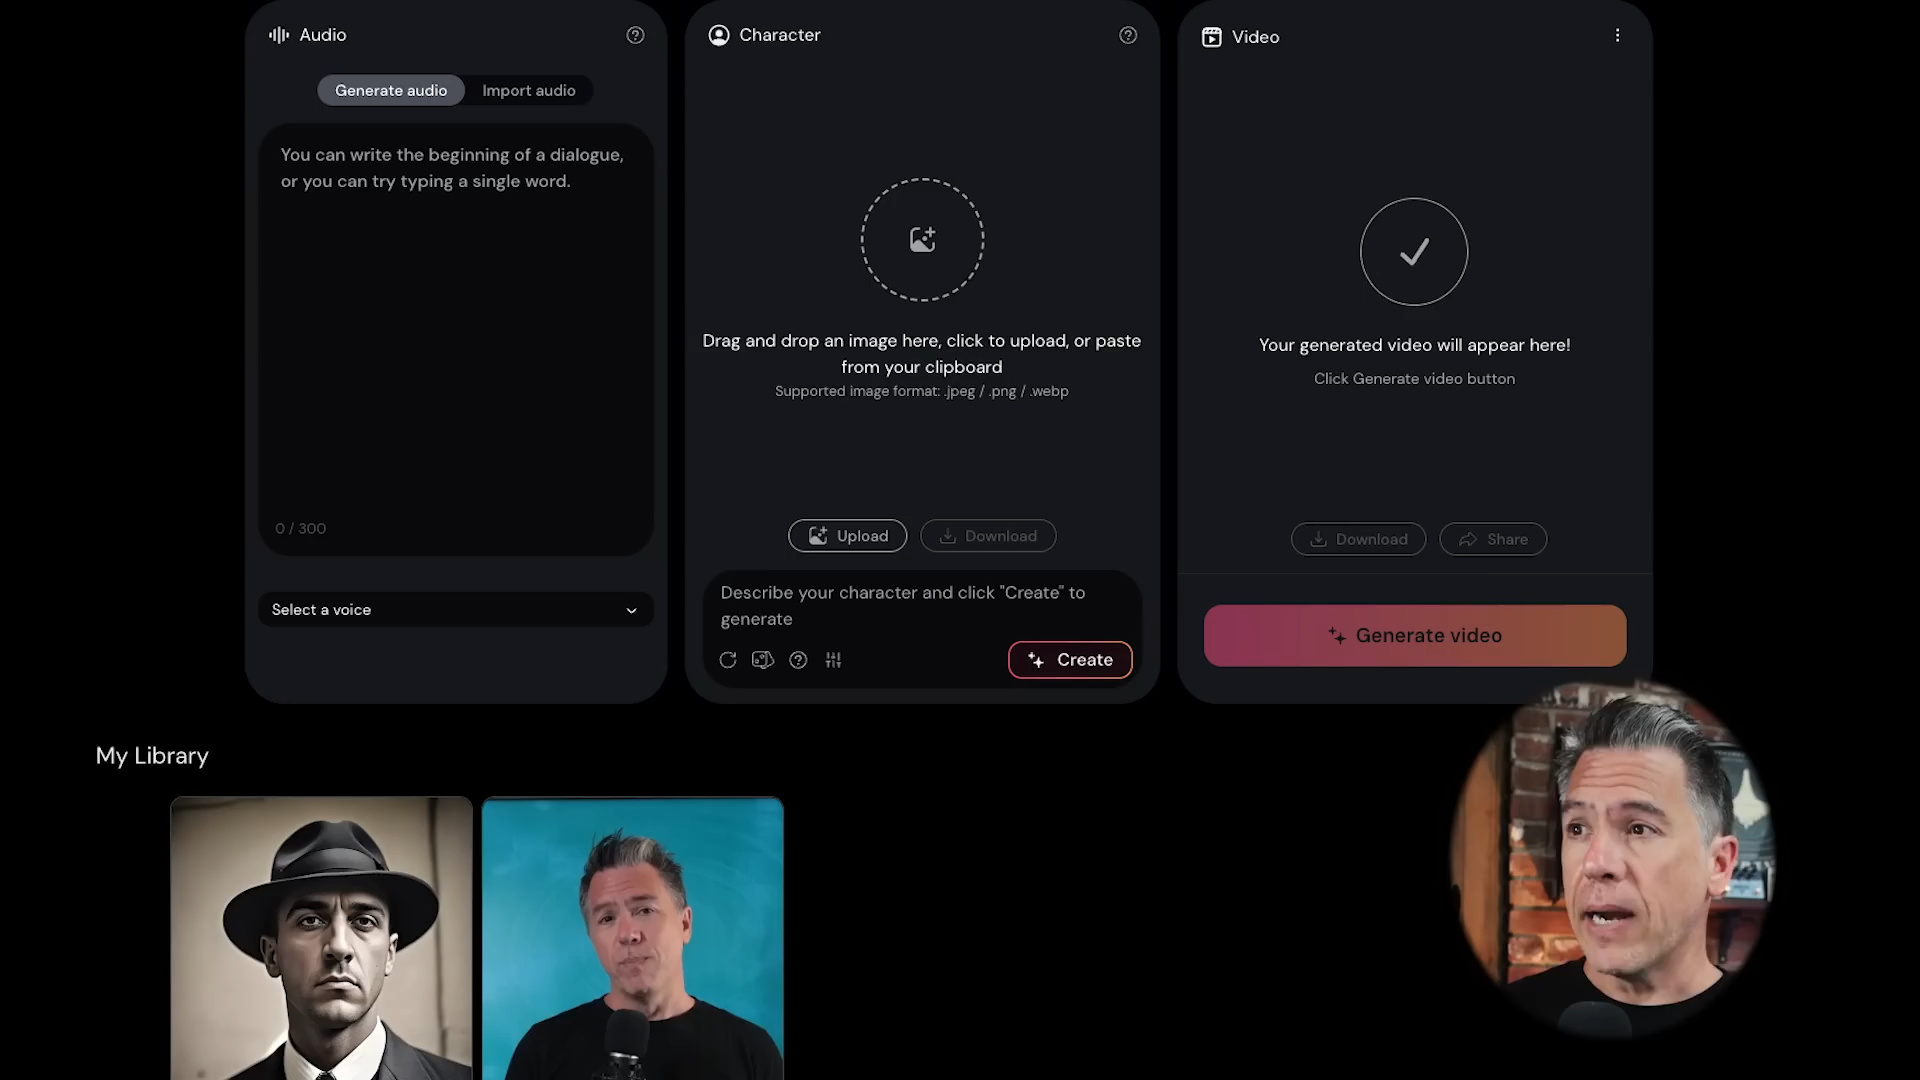 Audio
Generate audio
Import audio
You can write the beginning of a dialogue,
or you can try typing a single word.
0 / 300
Select a voice
Character
Drag and drop an image here, click to upload, or paste
from your clipboard
Supported image format: .jpeg / .png / .webp
Upload
Download
Describe your character and click "Create" to
generate
Create
Video
Your generated video will appear here!
Click Generate video button
Download
Share
Generate video
My Library